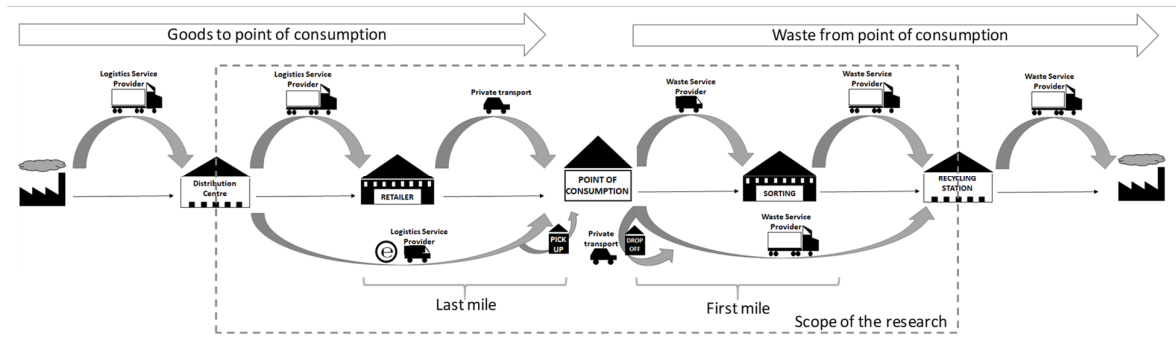 Goods to point of consumption
Waste from point of consumption
Logistics Service
Provider
Logistics Service
Provider
Private transport
Waste Service
Provider
Waste Service
Provider
Waste Service
Provider
Distribution
Centre
RETAILER
POINT OF
CONSUMPTION
SORTING
RECYCLING
STATION
e
Logistics Service
Provider
PICK
UP
Private
transport
DROP
OFF
Waste Service
Provider
Last mile
First mile
Scope of the research